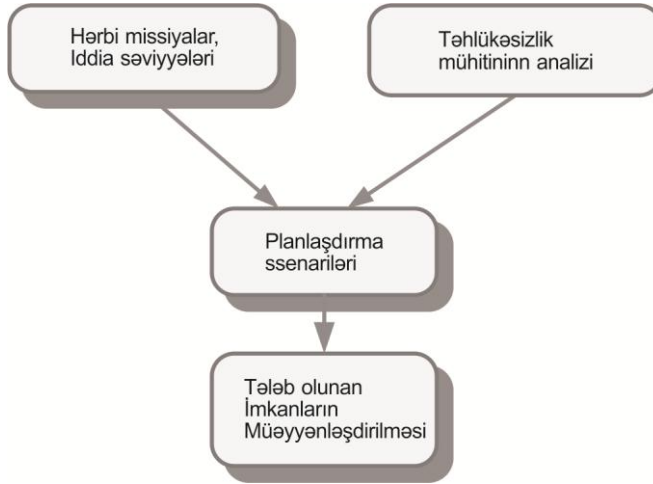 Hərbi missiyalar,
Iddia səviyyələri
Təhlükəsizlik
mühitininn analizi
Planlaşdırma
ssenariləri
Tələb olunan
İmkanların
Müəyyənləşdirilməsi